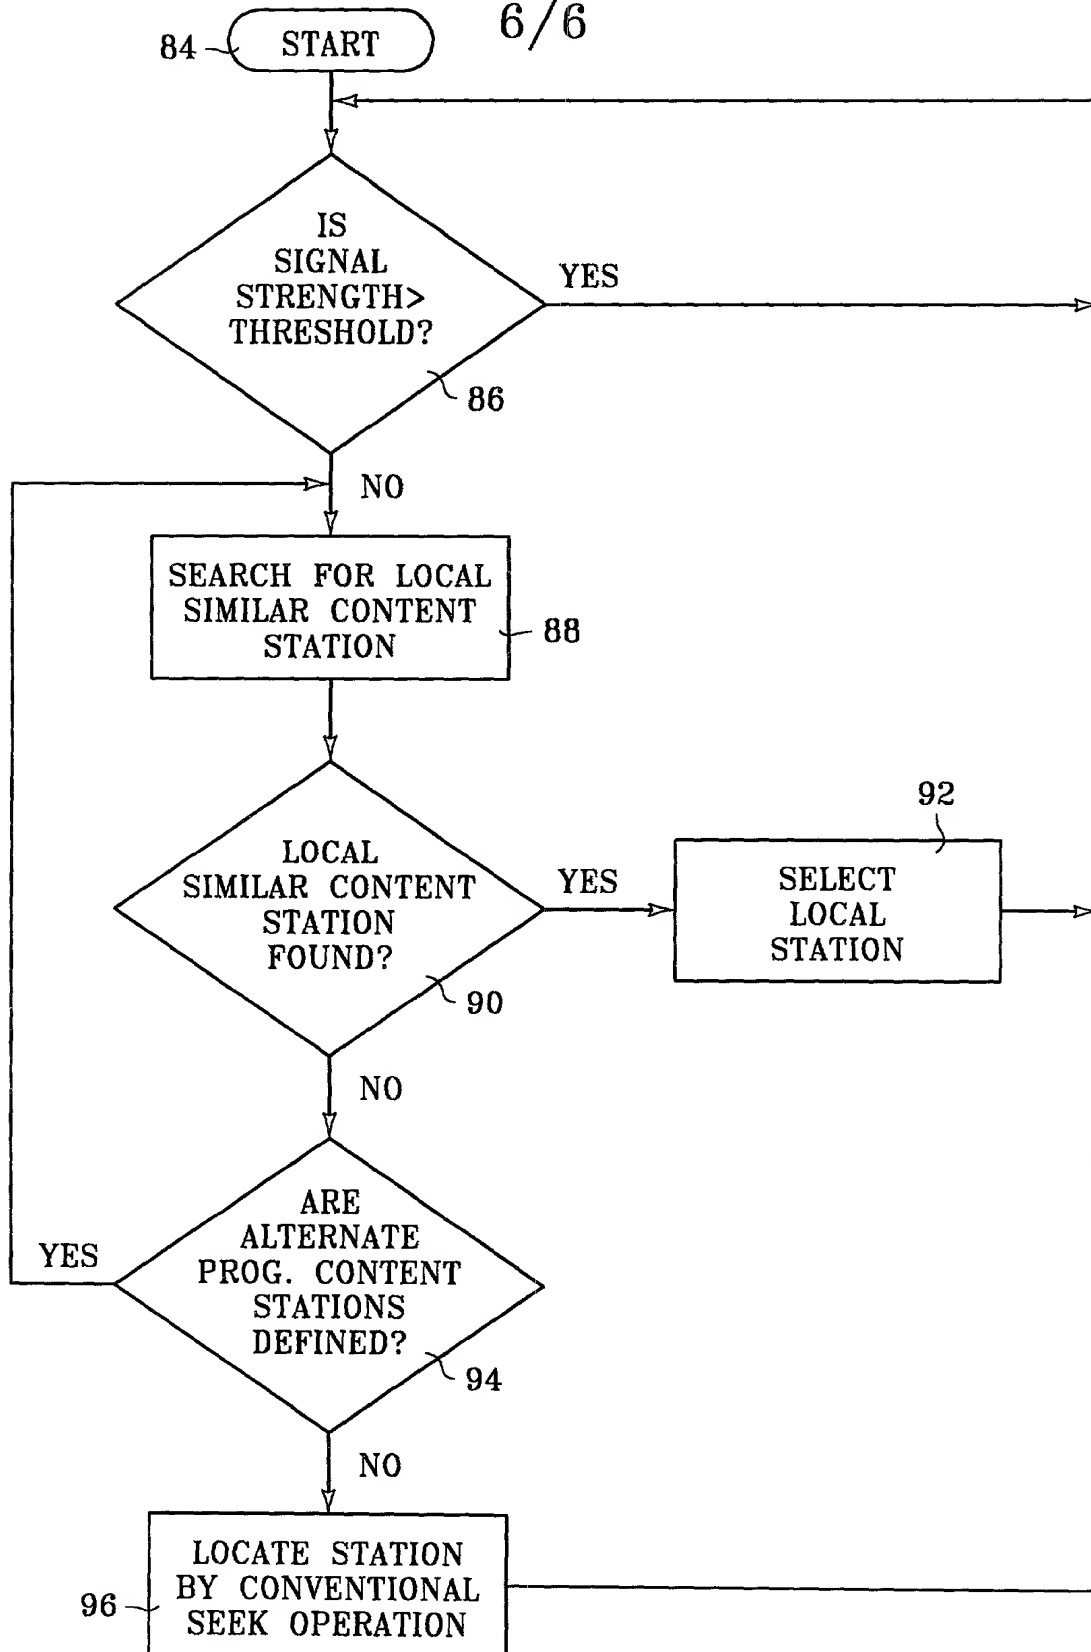 6/6
84
START
IS
SIGNAL
STRENGTH>
THRESHOLD?
YES
86
NO
SEARCH FOR LOCAL
SIMILAR CONTENT
STATION
88
LOCAL
SIMILAR CONTENT
STATION
FOUND?
YES
90
92
SELECT
LOCAL
STATION
NO
ARE
ALTERNATE
PROG. CONTENT
STATIONS
DEFINED?
YES
94
NO
LOCATE STATION
BY CONVENTIONAL
SEEK OPERATION
96